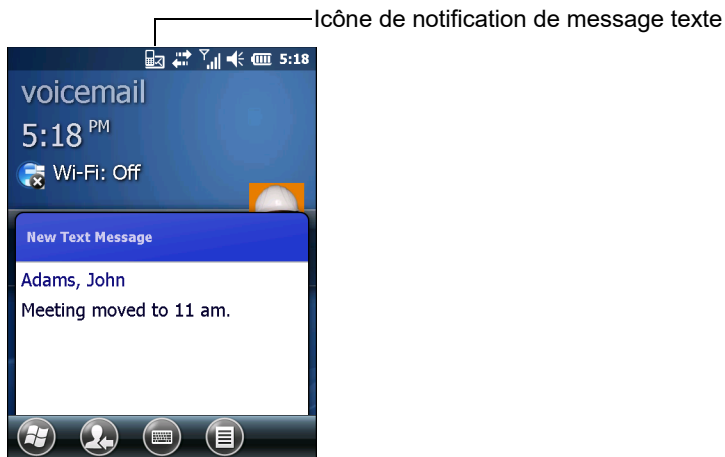 Icône de notification de message texte
5:18
voicemail
5:18 PM
Wi-Fi: Off
New Text Message
Adams, John
Meeting moved to 11 am.